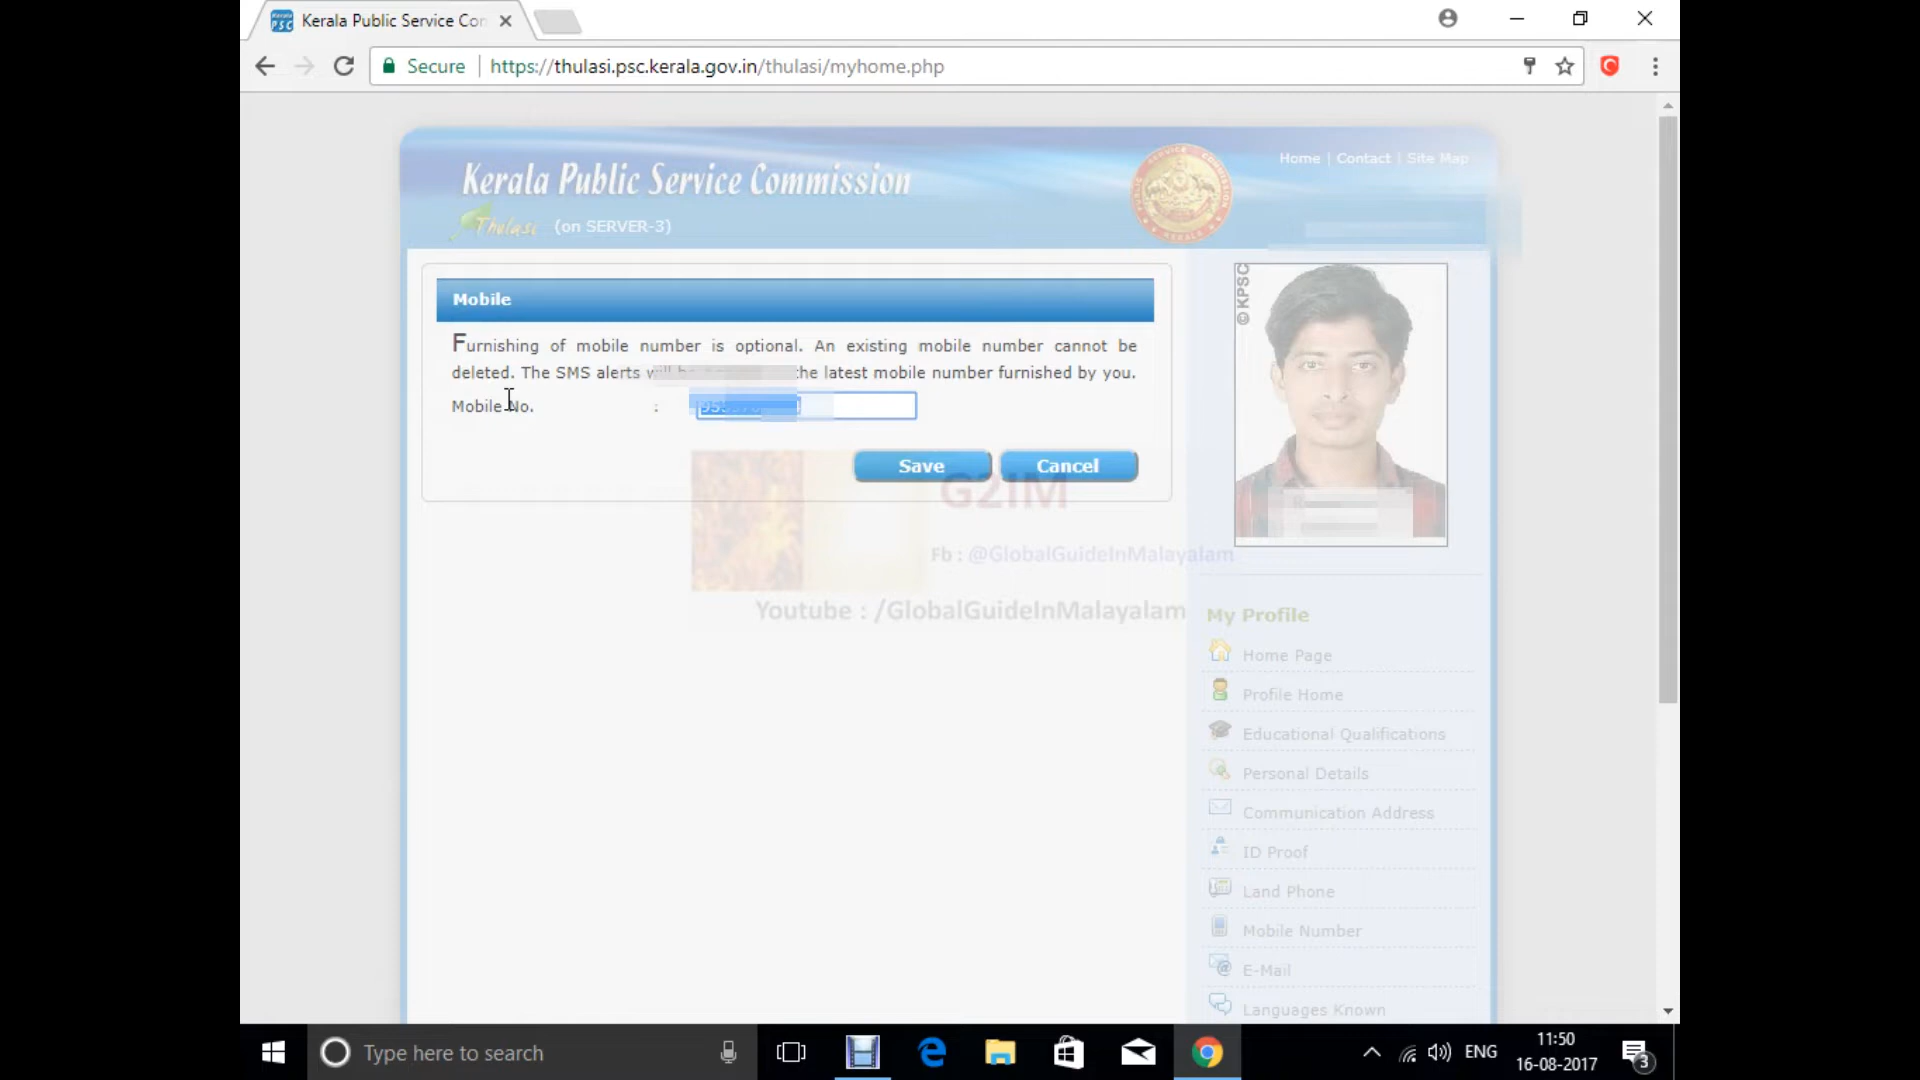 Kerala Public Service Con
Secure https://thulasi.psc.kerala.gov.in/thulasi/myhome.php
Kerala Public Service Commission
Thulasi (on SERVER-3)
Home | Contact | Site Map
Mobile
Furnishing of mobile number is optional. An existing mobile number cannot be
deleted. The SMS alerts will be the latest mobile number furnished by you.
Mobile No. :
Save Cancel
© KPSC
G2IM
Fb : @GlobalGuideInMalayalam
Youtube : /GlobalGuideInMalayalam
My Profile
Home Page
Profile Home
Educational Qualifications
Personal Details
Communication Address
ID Proof
Land Phone
Mobile Number
E-Mail
Languages Known
Type here to search
ENG
11:50
16-08-2017
3